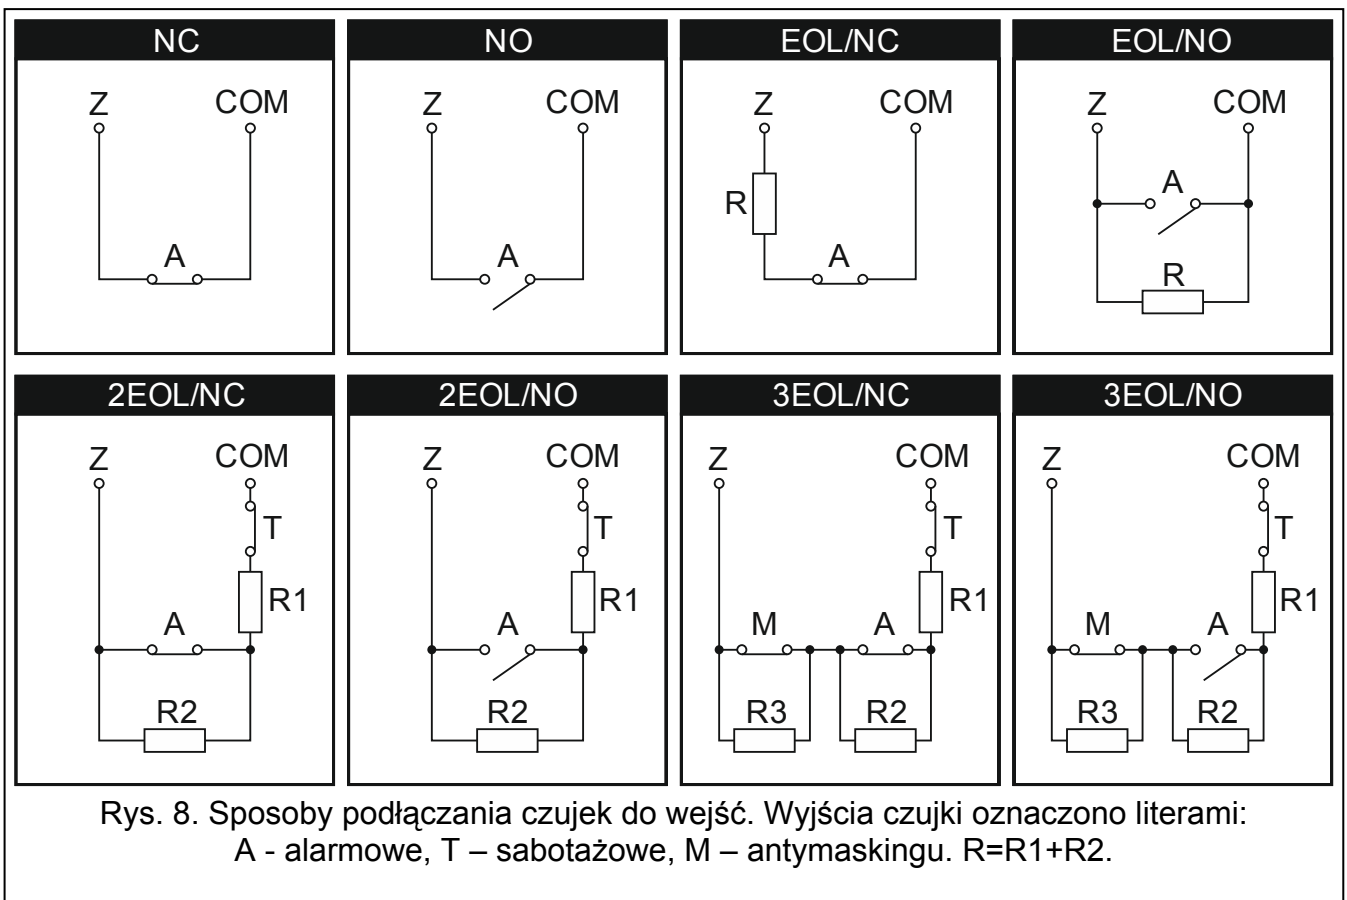 NC
NO
EOL/NC
EOL/NO
Z COM
A
Z COM
A
Z COM
R
A
Z COM
A
R
2EOL/NC
2EOL/NO
3EOL/NC
3EOL/NO
Z COM
T
R1
A
R2
Z COM
T
R1
A
R2
Z COM
T
R1
M A
R3 R2
Z COM
T
R1
M A
R3 R2
Rys. 8. Sposoby podłączania czujek do wejść. Wyjścia czujki oznaczono literami:
A - alarmowe, T – sabotażowe, M – antymaskingu. R=R1+R2.